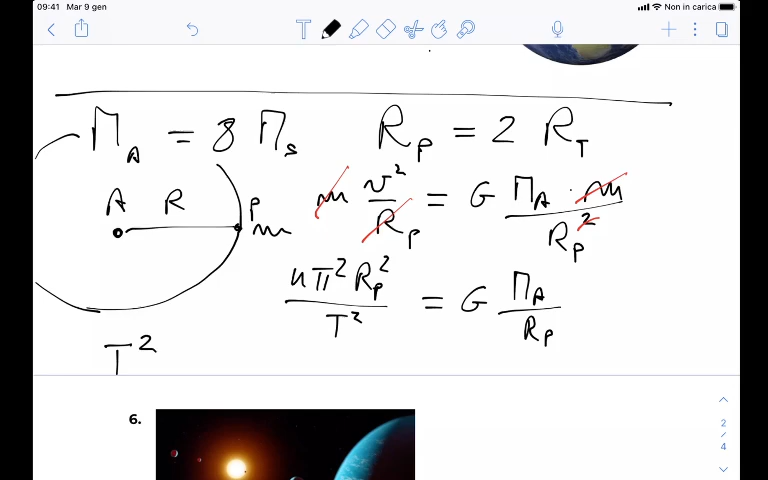 09:41 Mar 9 gen
Non in carica
M_A = 8 M_S R_P = 2 R_T
A R P m
m v²/R_P = G M_A · m/R_P²
4π² R_P²/T² = G M_A/R_P
T²
6.
2/4